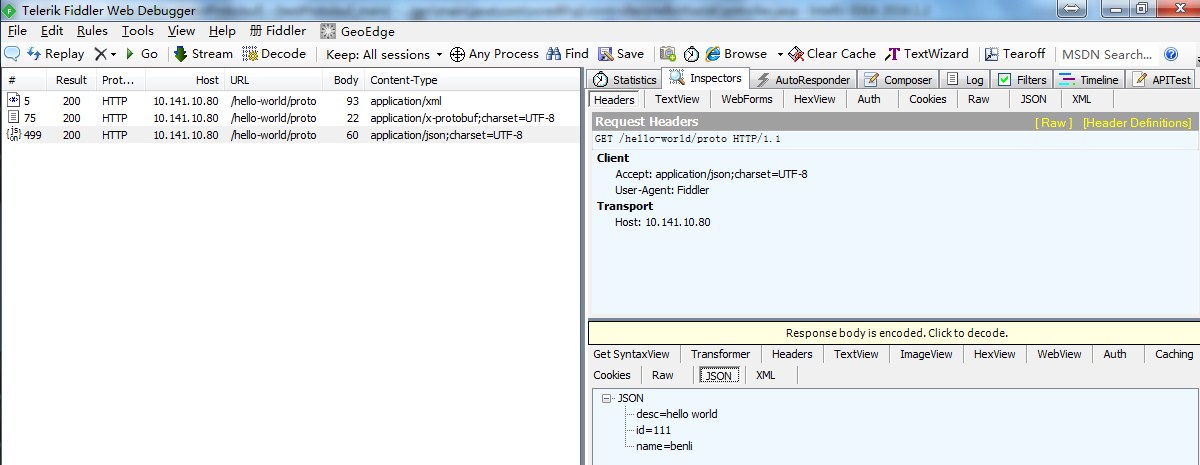 Telerik Fiddler Web Debugger
File Edit Rules Tools View Help Fiddler GeoEdge
Replay Go Stream Decode Keep: All sessions Any Process Find Save Browse Clear Cache TextWizard Tearoff MSDN Search...
# Result Prot... Host URL Body Content-Type
5 200 HTTP 10.141.10.80 /hello-world/proto 93 application/xml
75 200 HTTP 10.141.10.80 /hello-world/proto 22 application/x-protobuf;charset=UTF-8
499 200 HTTP 10.141.10.80 /hello-world/proto 60 application/json;charset=UTF-8
Statistics Inspectors AutoResponder Composer Log Filters Timeline APITest
Headers TextView WebForms HexView Auth Cookies Raw JSON XML
Request Headers [ Raw ] [Header Definitions]
GET /hello-world/proto HTTP/1.1
Client
Accept: application/json;charset=UTF-8
User-Agent: Fiddler
Transport
Host: 10.141.10.80
Response body is encoded. Click to decode.
Get SyntaxView Transformer Headers TextView ImageView HexView WebView Auth Caching
Cookies Raw JSON XML
JSON
desc=hello world
id=111
name=benli